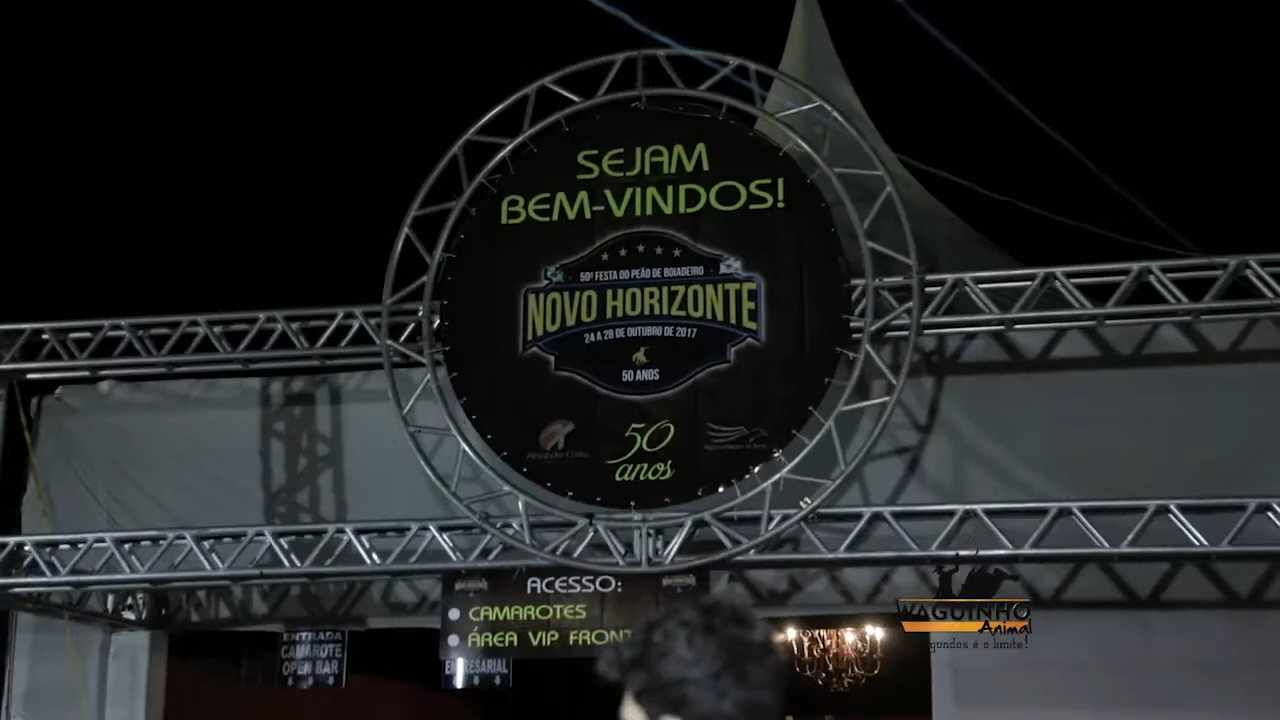 SEJAM
BEM-VINDOS!
50ª FESTA DO PEÃO DE BOIADEIRO
NOVO HORIZONTE
24 A 28 DE OUTUBRO DE 2017
50 ANOS
50
anos
ACESSO:
CAMAROTES
ÁREA VIP FRONT
ENTRADA
CAMAROTE
OPEN BAR
EMPRESARIAL
WAGUINHO
Animal
é o limite!